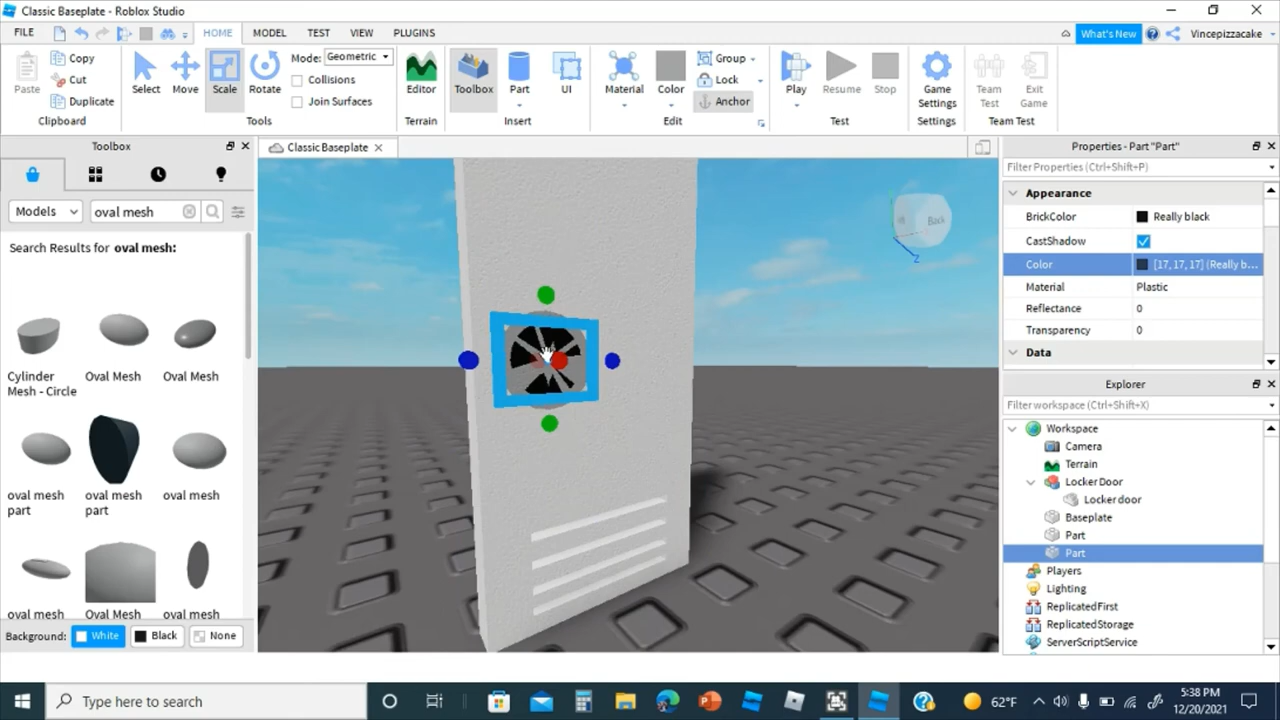 Classic Baseplate - Roblox Studio
FILE HOME MODEL TEST VIEW PLUGINS What's New Vincepizzacake
Paste Copy Cut Duplicate Clipboard
Select Move Scale Rotate Mode: Geometric Collisions Join Surfaces Tools
Editor Terrain
Toolbox Part UI Insert
Material Color Group Lock Anchor Edit
Play Resume Stop Test
Game Settings Settings
Team Test Exit Game Team Test
Toolbox
Models oval mesh
Search Results for oval mesh:
Cylinder Mesh - Circle
Oval Mesh
Oval Mesh
oval mesh part
oval mesh part
oval mesh
oval mesh
Oval Mesh
oval mesh
Background: White Black None
Classic Baseplate
Back
Z
Properties - Part "Part"
Filter Properties (Ctrl+Shift+P)
Appearance
BrickColor Really black
CastShadow
Color [17, 17, 17] (Really b...
Material Plastic
Reflectance 0
Transparency 0
Data
Explorer
Filter workspace (Ctrl+Shift+X)
Workspace
Camera
Terrain
Locker Door
Locker door
Baseplate
Part
Part
Players
Lighting
ReplicatedFirst
ReplicatedStorage
ServerScriptService
Type here to search
62°F
5:38 PM
12/20/2021